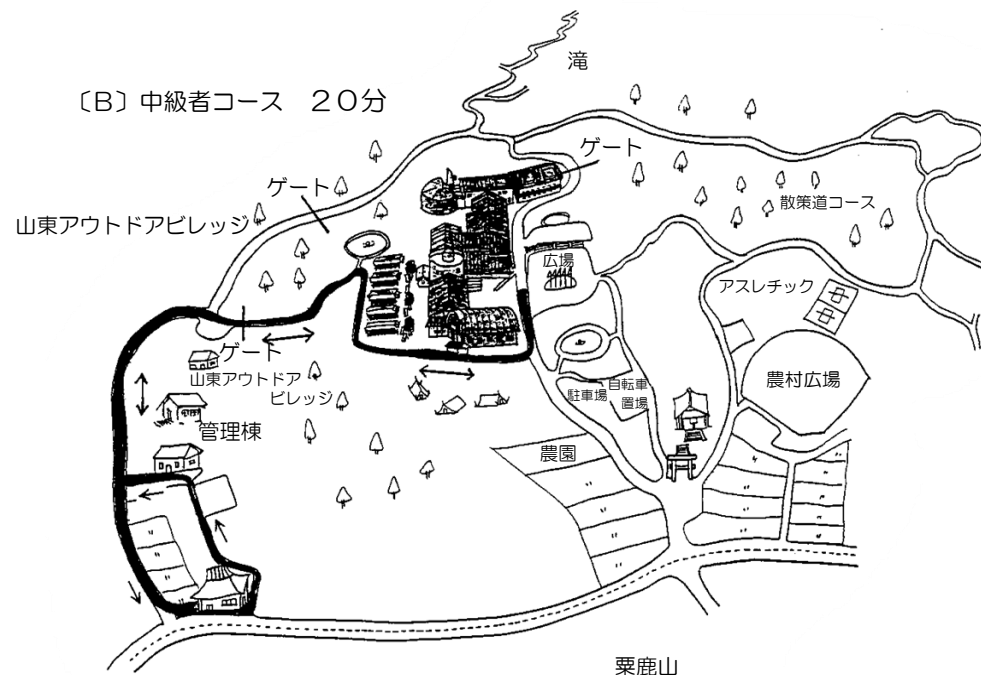 滝
〔B〕中級者コース　２０分
ゲート
ゲート
散策道コース
山東アウトドアビレッジ
広場
アスレチック
ゲート
山東アウトドア
ビレッジ
農村広場
駐車場
自転車
置場
管理棟
農園
粟鹿山